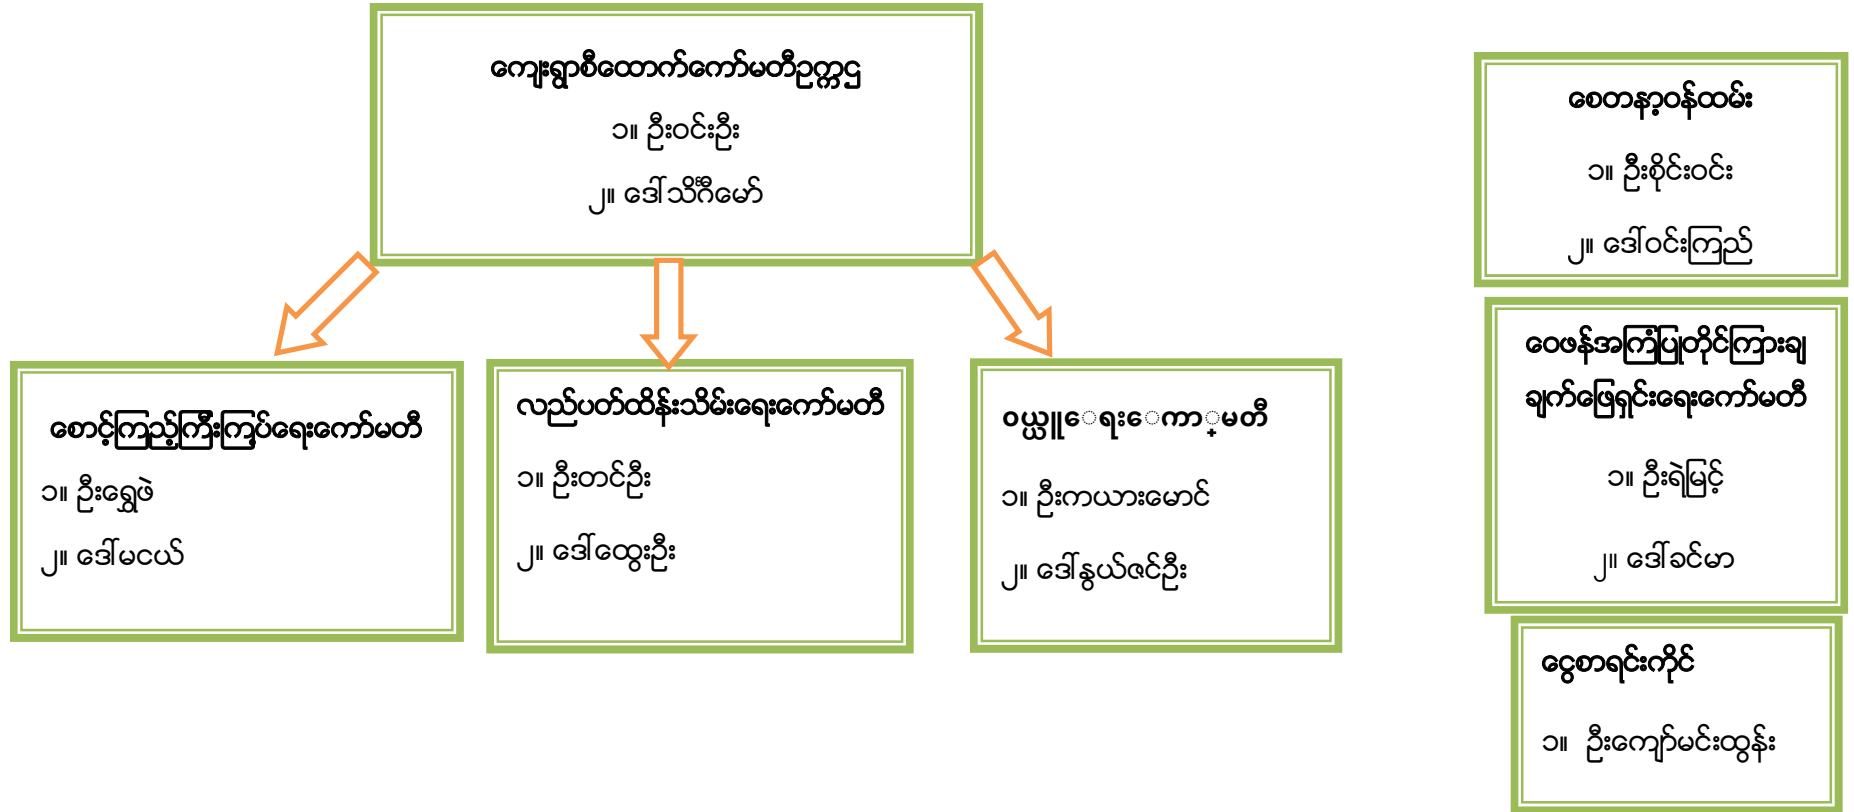 ကျေးရွာစီထောက်ကော်မတီဥက္ကဌ
၁။ ဦးဝင်းဦး
၂။ ဒေါ်သိင်္ဂီမော်
စောင့်ကြည့်ကြီးကြပ်ရေးကော်မတီ
၁။ ဦးရွှေဖဲ
၂။ ဒေါ်မငယ်
လည်ပတ်ထိန်းသိမ်းရေးကော်မတီ
၁။ ဦးတင်ဦး
၂။ ဒေါ်ထွေးဦး
ဝယ္ယူေရးေကာ္မတီ
၁။ ဦးကယားမောင်
၂။ ဒေါ်နွယ်ဇင်ဦး
စေတနာ့ဝန်ထမ်း
၁။ ဦးစိုင်းဝင်း
၂။ ဒေါ်ဝင်းကြည်
ဝေဖန်အကြံပြုတိုင်ကြားချ
ချက်ဖြေရှင်းရေးကော်မတီ
၁။ ဦးရဲမြင့်
၂။ ဒေါ်ခင်မာ
ငွေစာရင်းကိုင်
၁။ ဦးကျော်မင်းထွန်း